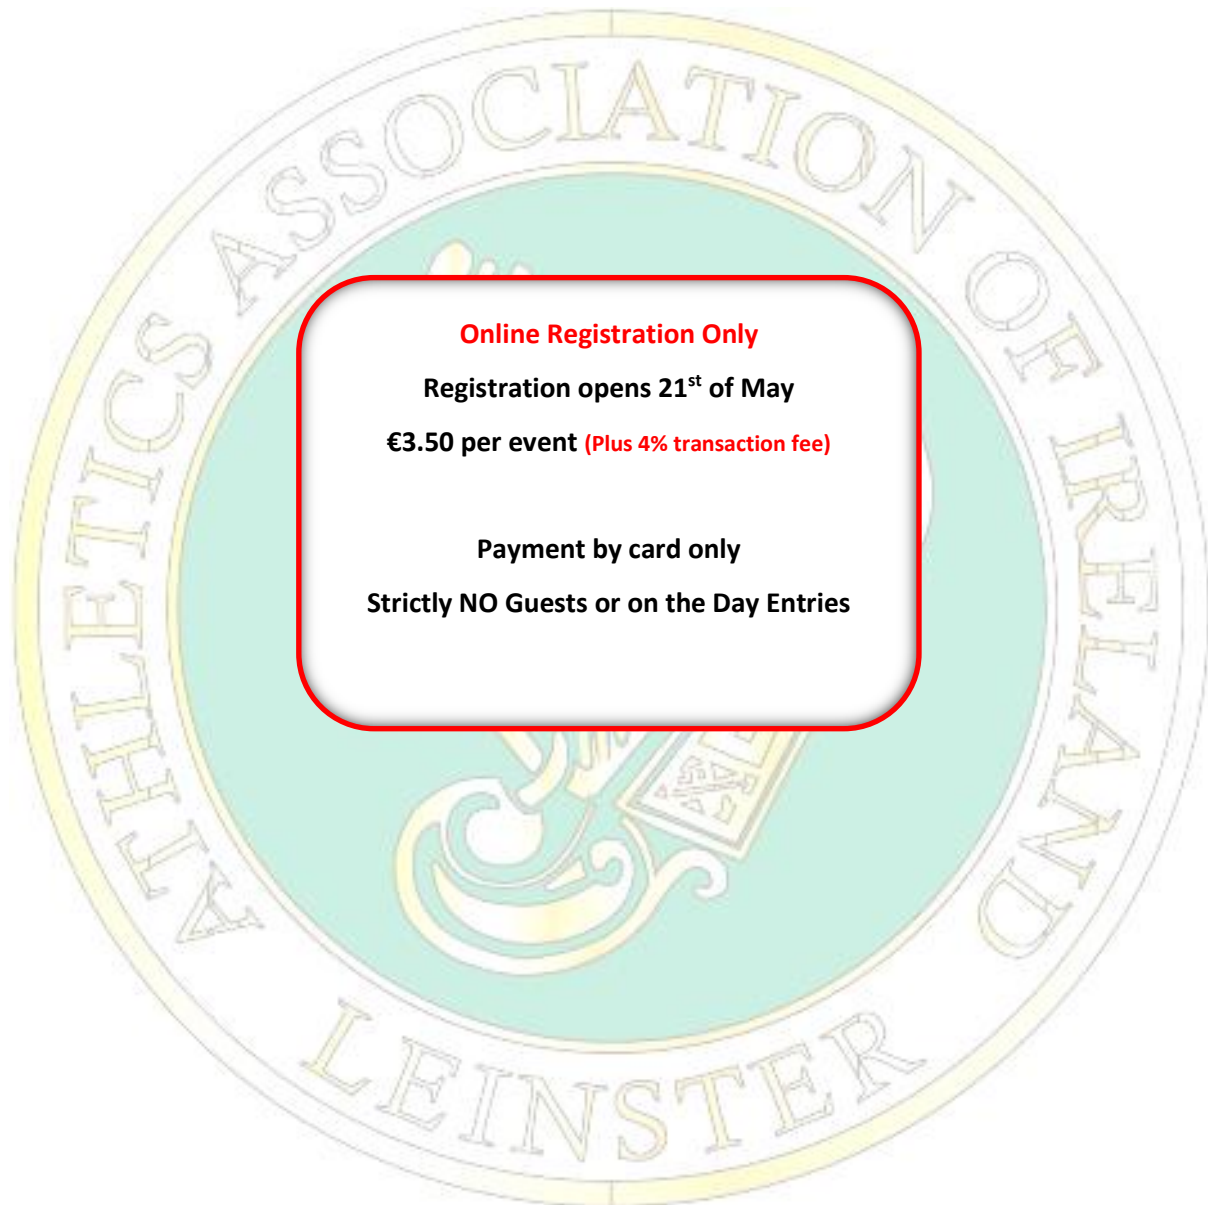 ATHLETICS ASSOCIATION OF IRELAND
Online Registration Only
Registration opens 21st of May
€3.50 per event (Plus 4% transaction fee)
Payment by card only
Strictly NO Guests or on the Day Entries
LEINSTER